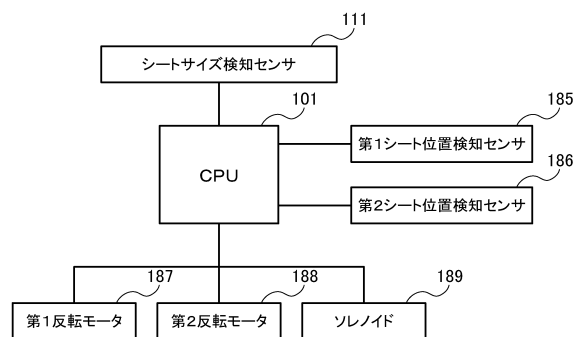 111
シートサイズ検知センサ
101
185
CPU
第1シート位置検知センサ
186
第2シート位置検知センサ
187
188
189
第1反転モータ
第2反転モータ
ソレノイド